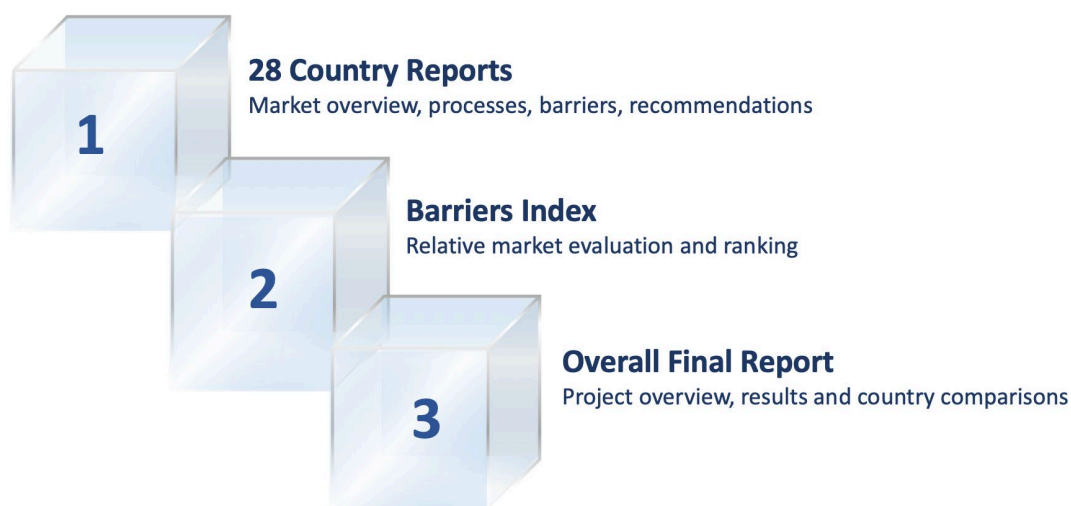 1
28 Country Reports
Market overview, processes, barriers, recommendations
2
Barriers Index
Relative market evaluation and ranking
3
Overall Final Report
Project overview, results and country comparisons